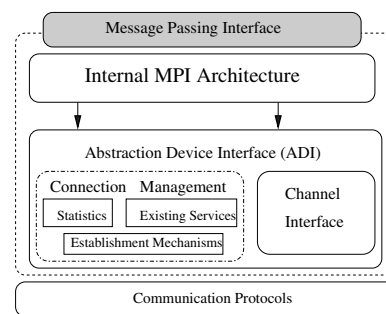 Message Passing Interface
Internal MPI Architecture
Abstraction Device Interface (ADI)
Connection Management
Statistics
Existing Services
Establishment Mechanisms
Channel
Interface
Communication Protocols